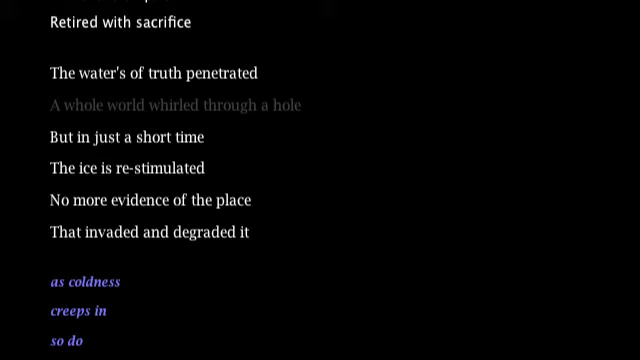 Retired with sacrifice
The water's of truth penetrated
A whole world whirled through a hole
But in just a short time
The ice is re-stimulated
No more evidence of the place
That invaded and degraded it
as coldness
creeps in
so do